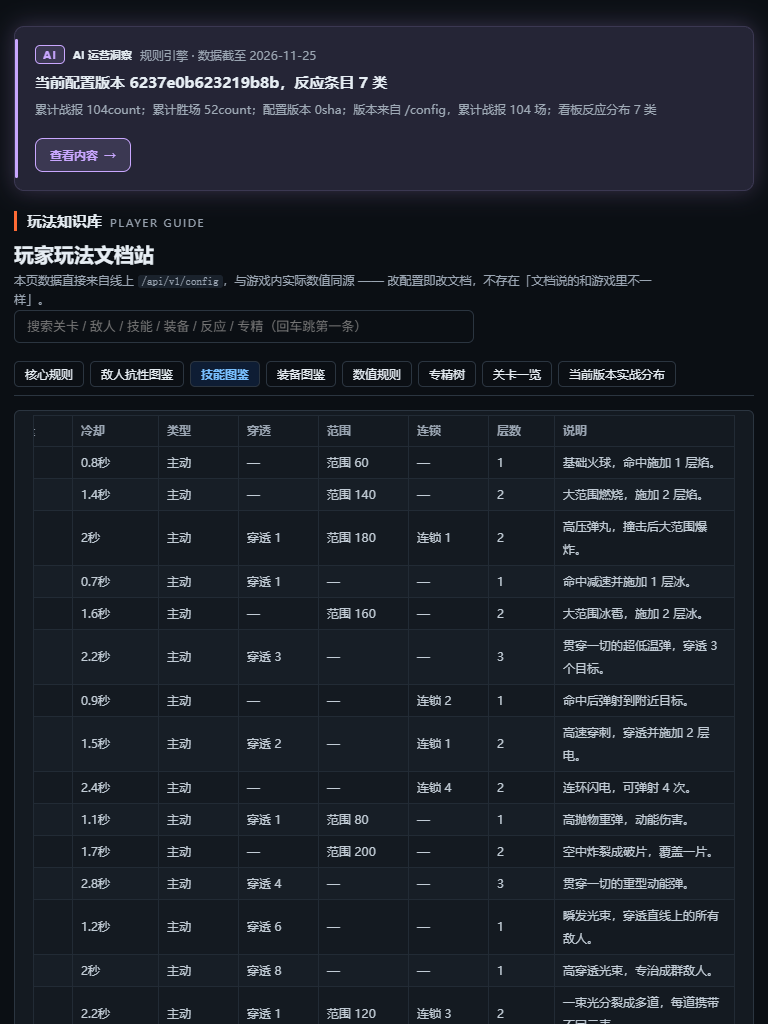 AI AI 运营洞察 规则引擎 · 数据截至 2026-11-25
当前配置版本 6237e0b623219b8b，反应条目 7 类
累计战报 104count；累计胜场 52count；配置版本 0sha；版本来自 /config，累计战报 104 场；看板反应分布 7 类
查看内容 →
玩法知识库 PLAYER GUIDE
玩家玩法文档站
本页数据直接来自线上 /api/v1/config，与游戏内实际数值同源 —— 改配置即改文档，不存在「文档说的和游戏里不一
样」。
搜索关卡 / 敌人 / 技能 / 装备 / 反应 / 专精（回车跳第一条）
核心规则 敌人抗性图鉴 技能图鉴 装备图鉴 数值规则 专精树 关卡一览 当前版本实战分布
冷却 类型 穿透 范围 连锁 层数 说明
0.8秒 主动 — 范围 60 — 1 基础火球，命中施加 1 层焰。
1.4秒 主动 — 范围 140 — 2 大范围燃烧，施加 2 层焰。
2秒 主动 穿透 1 范围 180 连锁 1 2 高压弹丸，撞击后大范围爆
炸。
0.7秒 主动 穿透 1 — — 1 命中减速并施加 1 层冰。
1.6秒 主动 — 范围 160 — 2 大范围冰雹，施加 2 层冰。
2.2秒 主动 穿透 3 — — 3 贯穿一切的超低温弹，穿透 3
个目标。
0.9秒 主动 — — 连锁 2 1 命中后弹射到附近目标。
1.5秒 主动 穿透 2 — 连锁 1 2 高速穿刺，穿透并施加 2 层
电。
2.4秒 主动 — — 连锁 4 2 连环闪电，可弹射 4 次。
1.1秒 主动 穿透 1 范围 80 — 1 高抛物重弹，动能伤害。
1.7秒 主动 — 范围 200 — 2 空中炸裂成破片，覆盖一片。
2.8秒 主动 穿透 4 — — 3 贯穿一切的重型动能弹。
1.2秒 主动 穿透 6 — — 1 瞬发光束，穿透直线上的所有
敌人。
2秒 主动 穿透 8 — — 1 高穿透光束，专治成群敌人。
2.2秒 主动 穿透 1 范围 120 连锁 3 2 一束光分裂成多道，每道携带